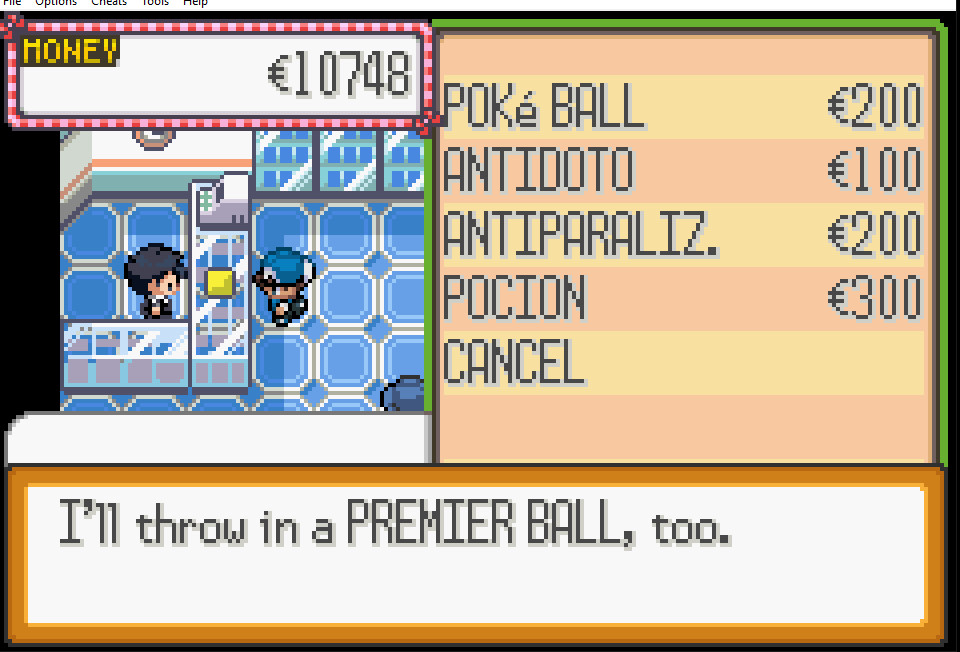 File Options Cheats Tools Help
MONEY
€10748
POKé BALL €200
ANTIDOTO €100
ANTIPARALIZ. €200
POCION €300
CANCEL
I'll throw in a PREMIER BALL, too.